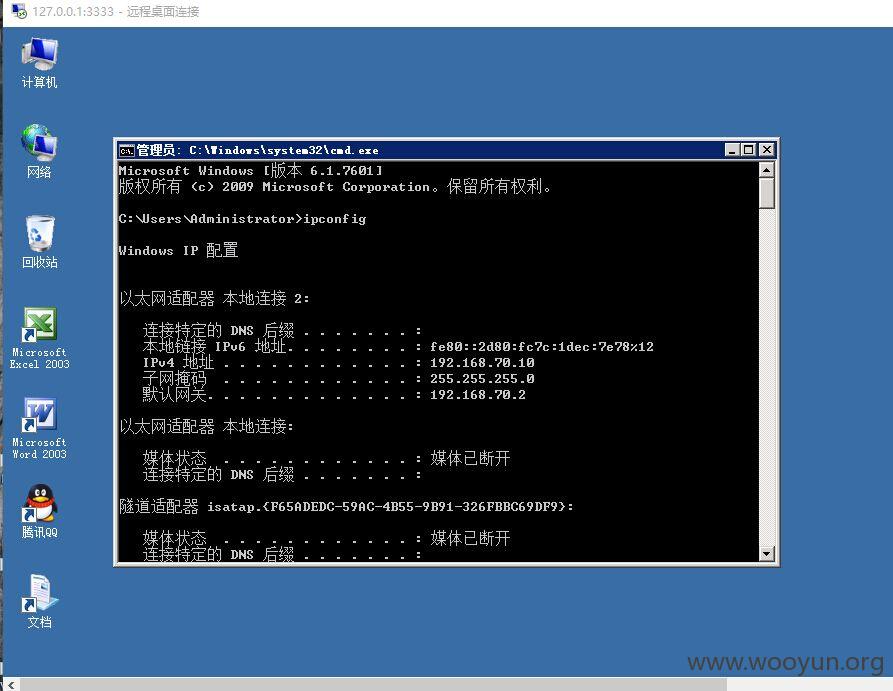 127.0.0.1:3333 - 远程桌面连接
计算机
网络
回收站
Microsoft
Excel 2003
Microsoft
Word 2003
腾讯QQ
文档
管理员: C:\Windows\system32\cmd.exe
Microsoft Windows [版本 6.1.7601]
版权所有 (c) 2009 Microsoft Corporation。保留所有权利。
C:\Users\Administrator>ipconfig
Windows IP 配置
以太网适配器 本地连接 2:
连接特定的 DNS 后缀 . . . . . . . :
本地链接 IPv6 地址. . . . . . . . : fe80::2d80:fc7c:1dec:7e78%12
IPv4 地址 . . . . . . . . . . . . : 192.168.70.10
子网掩码 . . . . . . . . . . . . : 255.255.255.0
默认网关. . . . . . . . . . . . . : 192.168.70.2
以太网适配器 本地连接:
媒体状态 . . . . . . . . . . . . : 媒体已断开
连接特定的 DNS 后缀 . . . . . . . :
隧道适配器 isatap.{F65ADEDC-59AC-4B55-9B91-326FBBC69DF9}:
媒体状态 . . . . . . . . . . . . : 媒体已断开
连接特定的 DNS 后缀 . . . . . . . :
www.wooyun.org